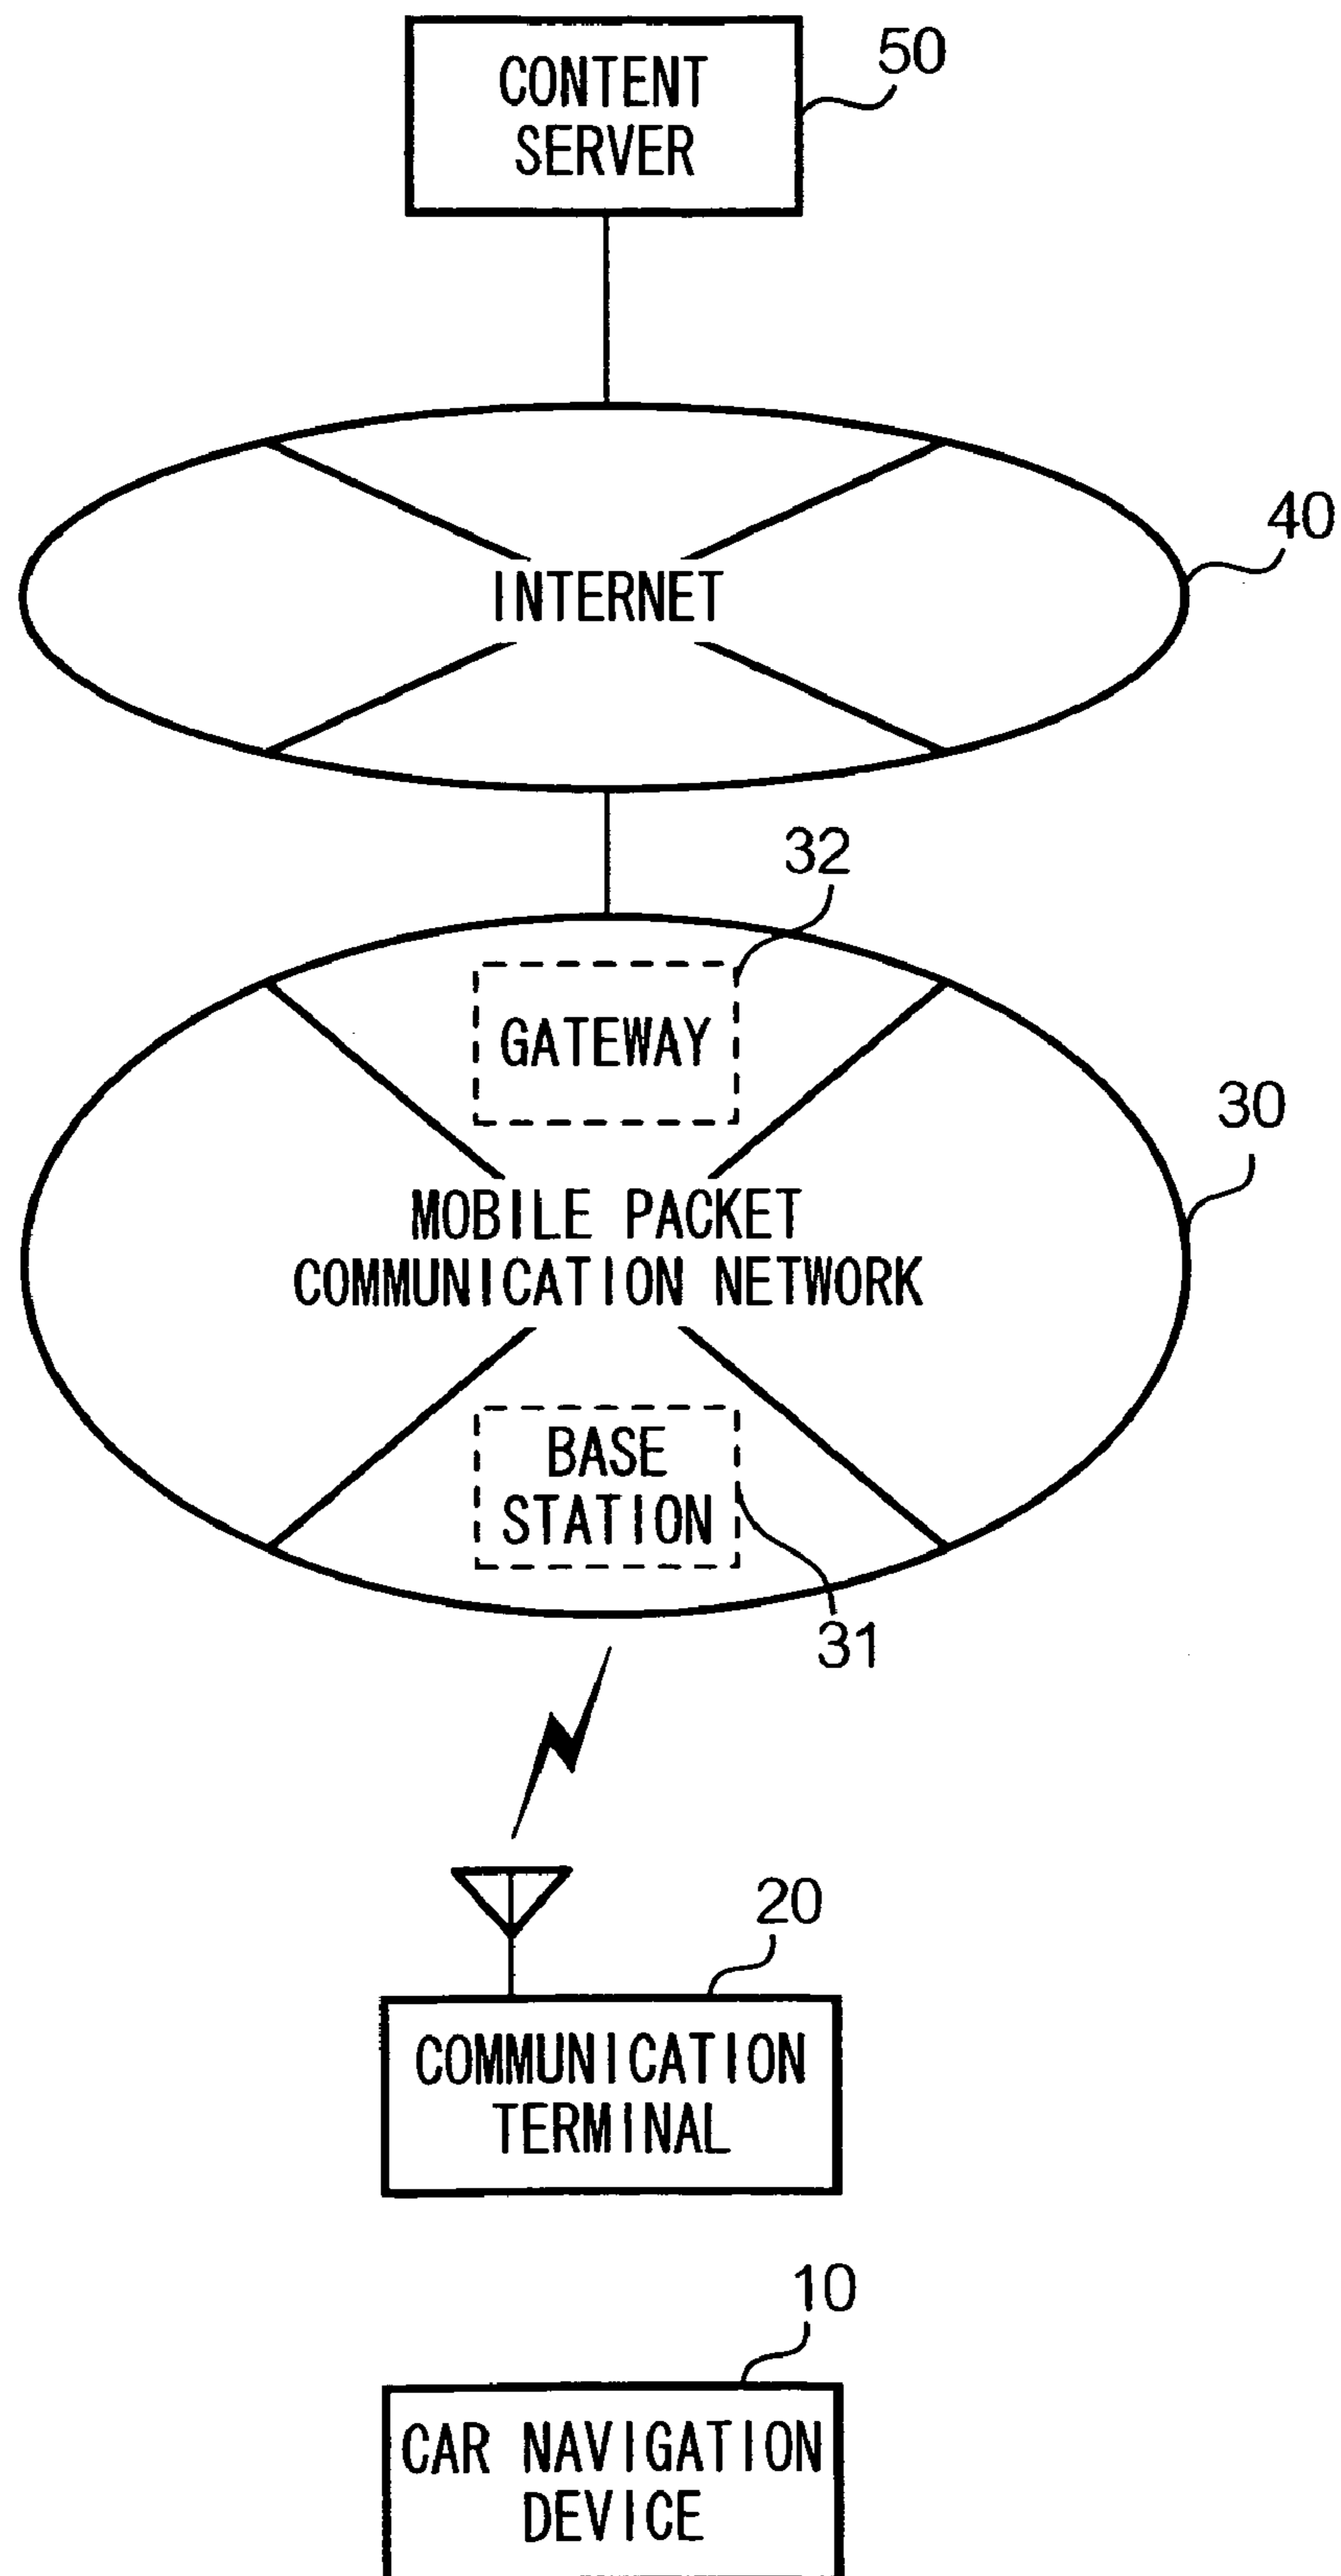 50
CONTENT
SERVER
40
INTERNET
32
GATEWAY
30
MOBILE PACKET
COMMUNICATION NETWORK
BASE
STATION
31
20
COMMUNICATION
TERMINAL
10
CAR NAVIGATION
DEVICE